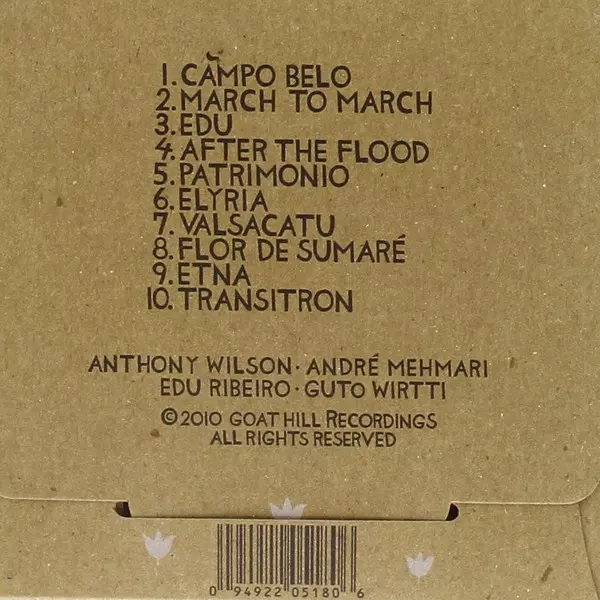 1. CĂMPO BELO
2. MARCH TO MARCH
3. EDU
4. AFTER THE FLOOD
5. PATRIMONIO
6. ELYRIA
7. VALSACATU
8. FLOR DE SUMARÉ
9. ETNA
10. TRANSITRON
ANTHONY WILSON · ANDRÉ MEHMARI
EDU RIBEIRO · GUTO WIRTTI
©2010 GOAT HILL RECORDINGS
ALL RIGHTS RESERVED
0 94922 05180 6